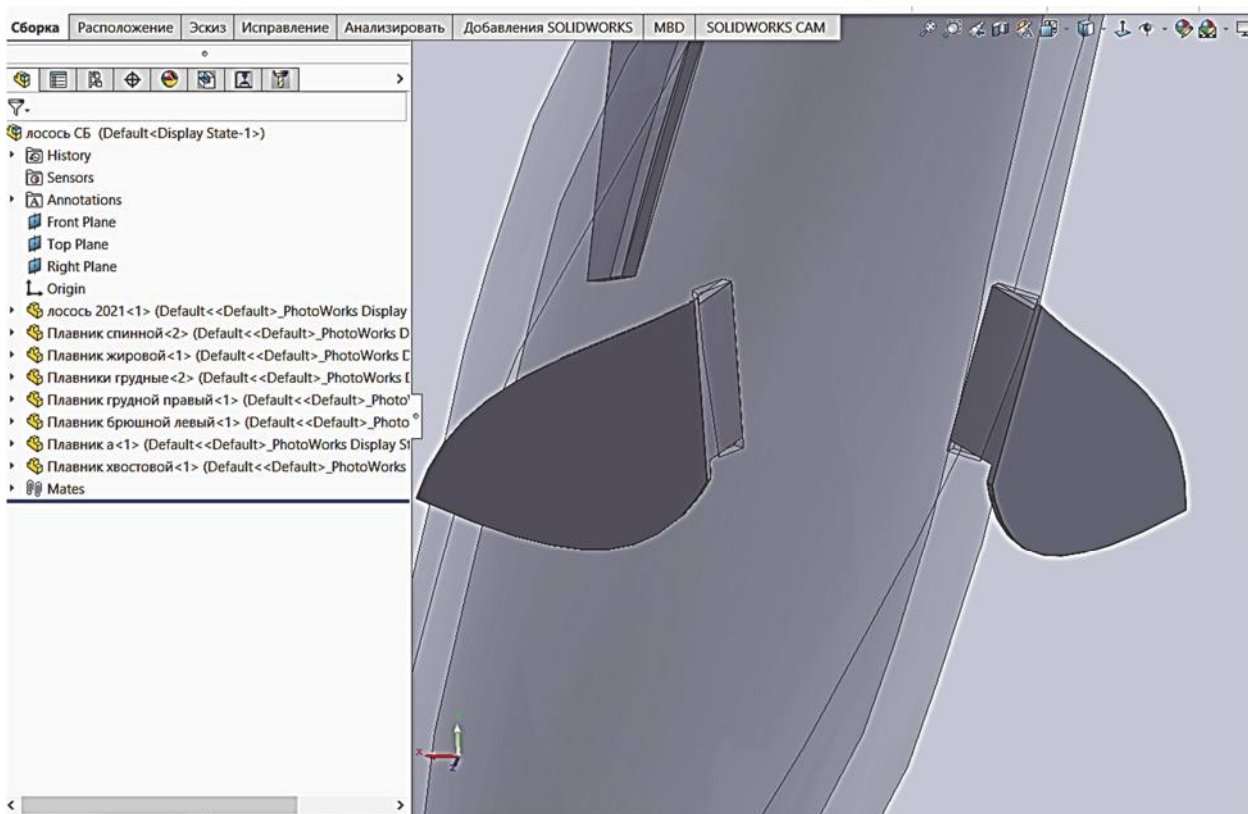 Сборка Расположение Эскиз Исправление Анализировать Добавления SOLIDWORKS MBD SOLIDWORKS CAM
лосось СБ (Default<Display State-1>)
History
Sensors
Annotations
Front Plane
Top Plane
Right Plane
Origin
лосось 2021<1> (Default<<Default>_PhotoWorks Display
Плавник спинной<2> (Default<<Default>_PhotoWorks D
Плавник жировой<1> (Default<<Default>_PhotoWorks D
Плавники грудные<2> (Default<<Default>_PhotoWorks D
Плавник грудной правый<1> (Default<<Default>_Photo
Плавник брюшной левый<1> (Default<<Default>_Photo
Плавник а<1> (Default<<Default>_PhotoWorks Display St
Плавник хвостовой<1> (Default<<Default>_PhotoWorks
Mates
X
Z